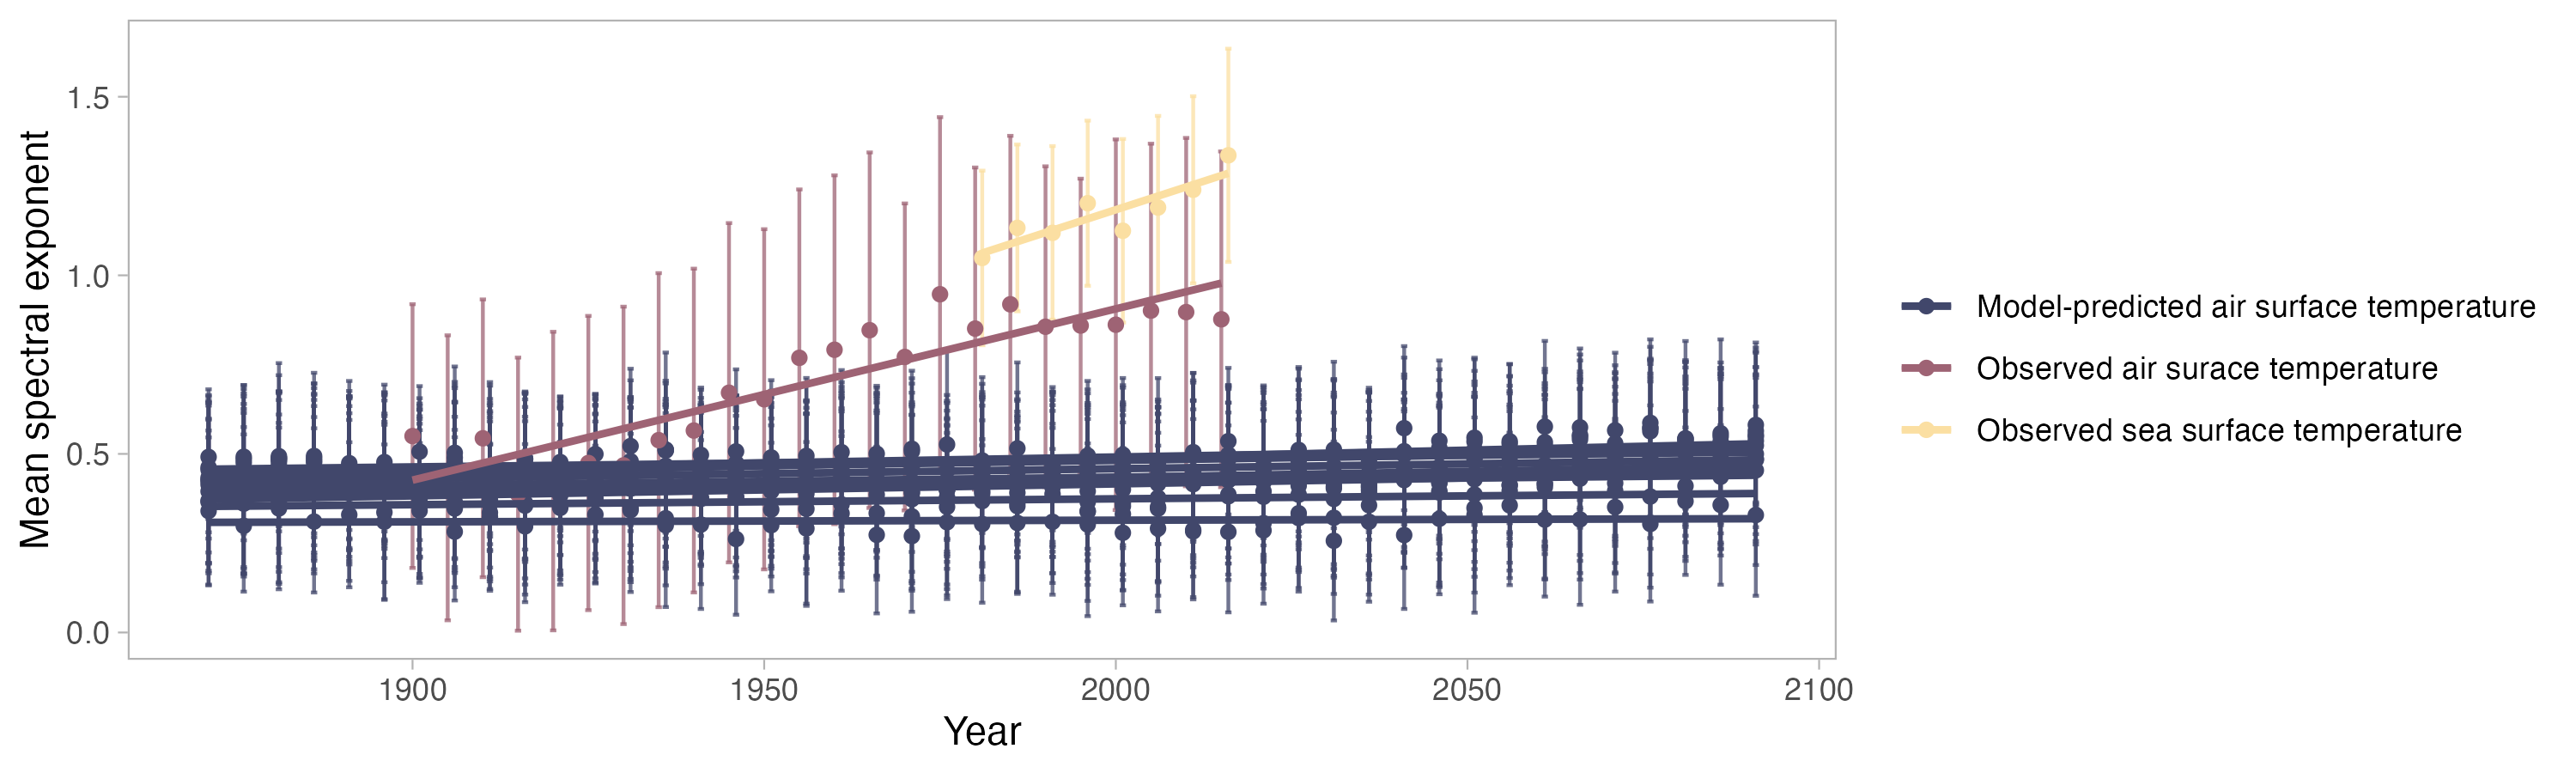 Mean spectral exponent
1.5
1.0
0.5
0.0
1900
1950
2000
2050
2100
Year
Model-predicted air surface temperature
Observed air surace temperature
Observed sea surface temperature